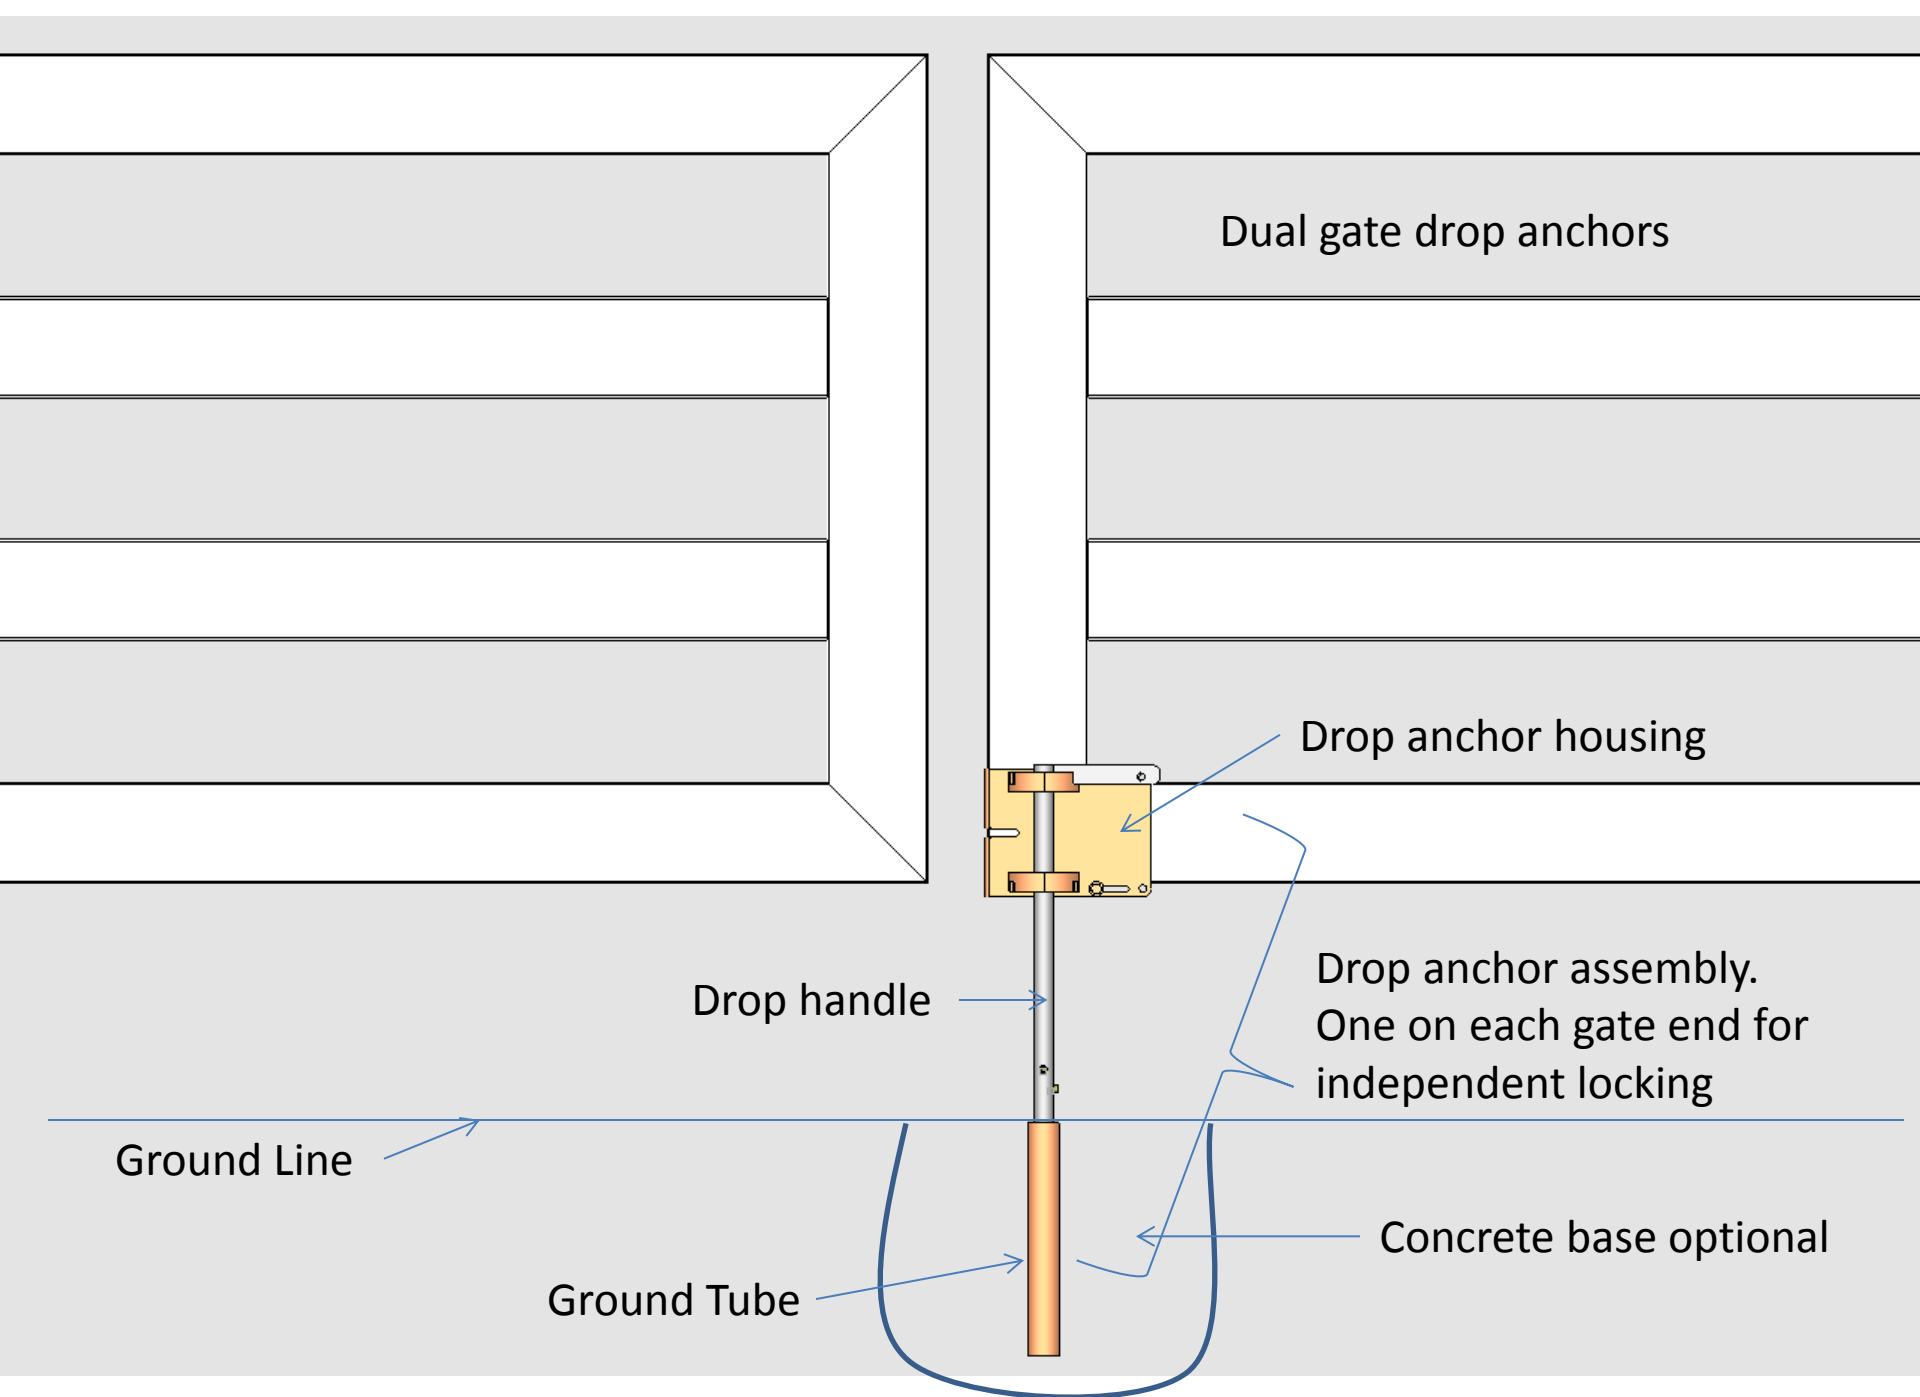 Dual gate drop anchors
Drop anchor housing
Drop handle
Drop anchor assembly.
One on each gate end for
independent locking
Ground Line
Concrete base optional
Ground Tube